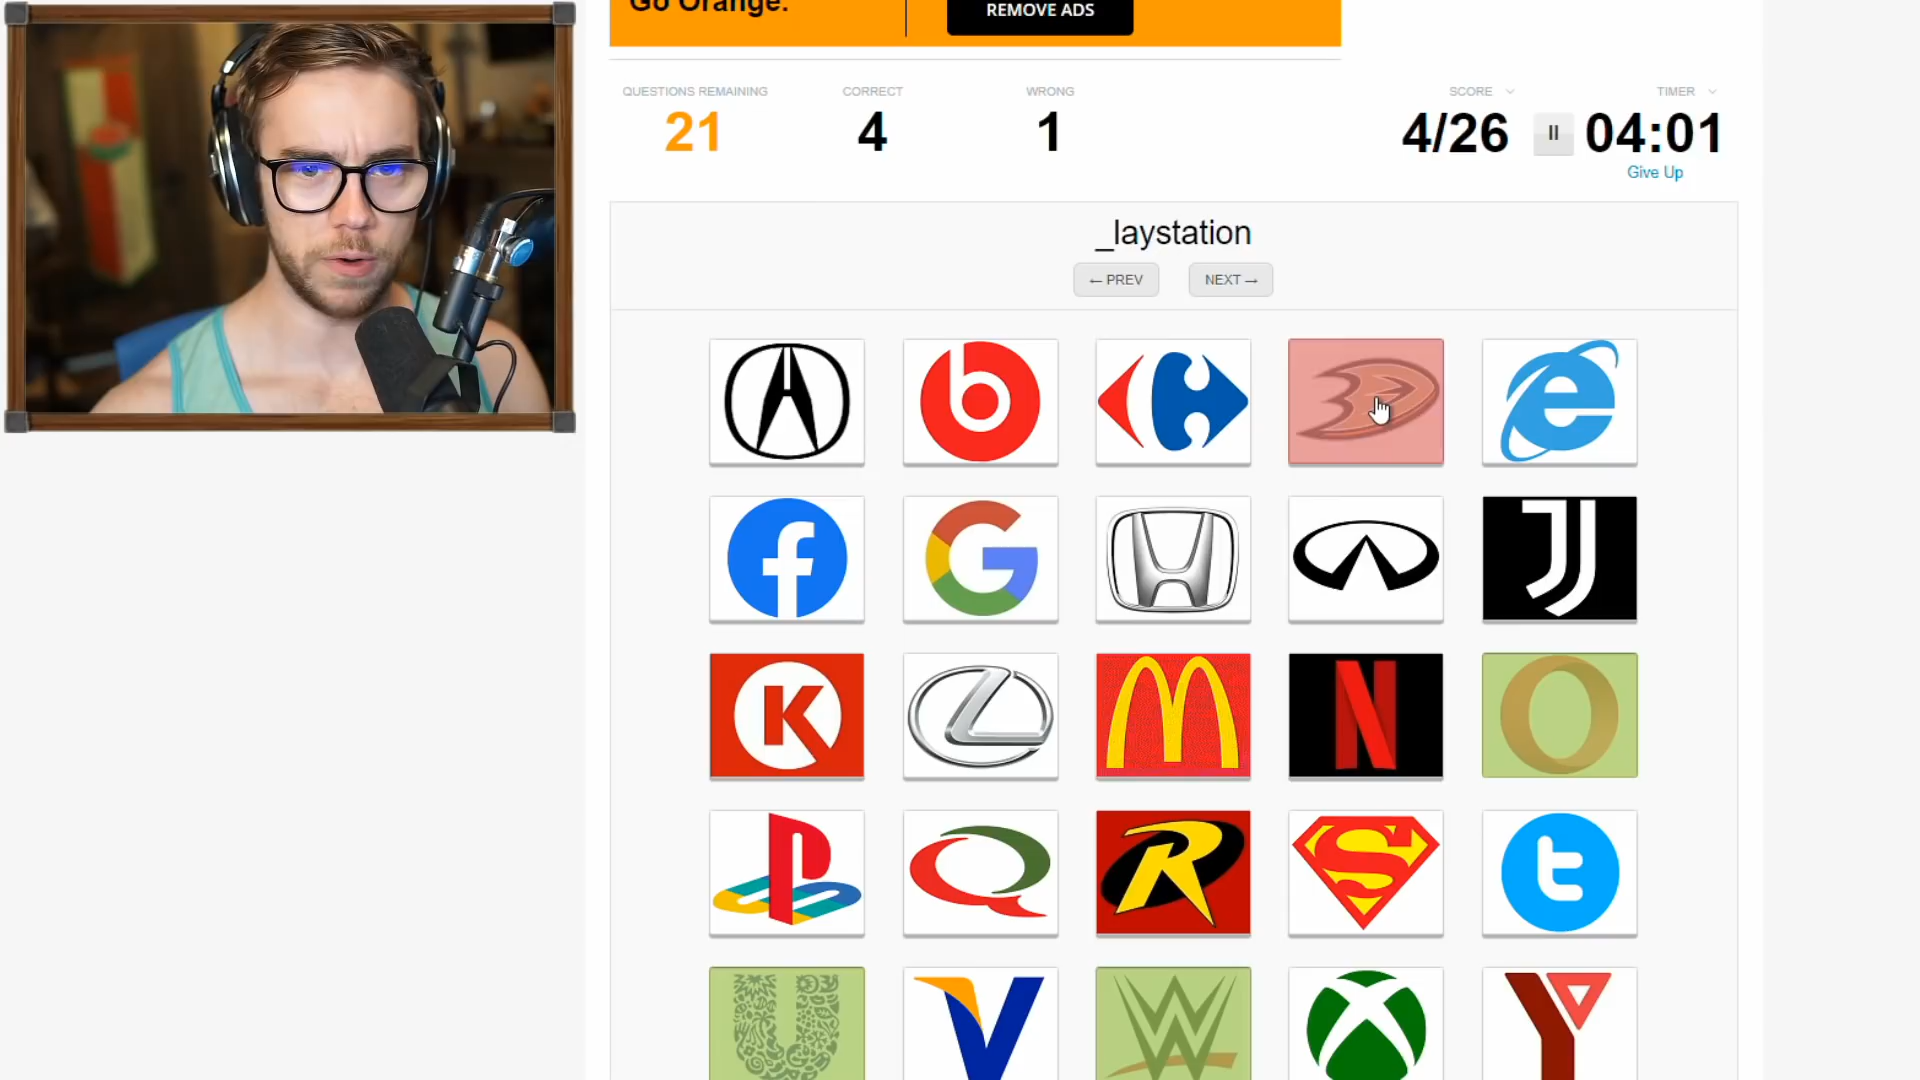 Go Orange.
REMOVE ADS
QUESTIONS REMAINING
21
CORRECT
4
WRONG
1
SCORE
4/26
II
TIMER
04:01
Give Up
_laystation
← PREV
NEXT →
b
e
f
G
H
J
K
L
M
N
O
P
Q
R
S
t
U
V
W
X
Y